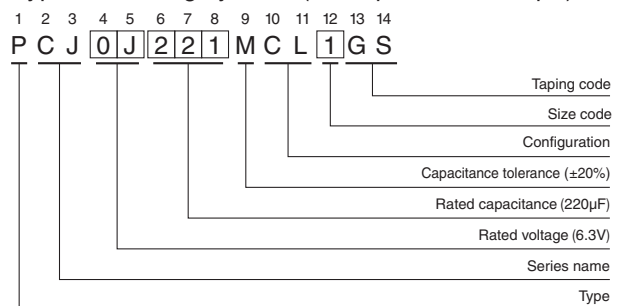 1 2 3 4 5 6 7 8 9 10 11 12 13 14
P C J 0 J 2 2 1 M C L 1 G S
Taping code
Size code
Configuration
Capacitance tolerance (±20%)
Rated capacitance (220µF)
Rated voltage (6.3V)
Series name
Type